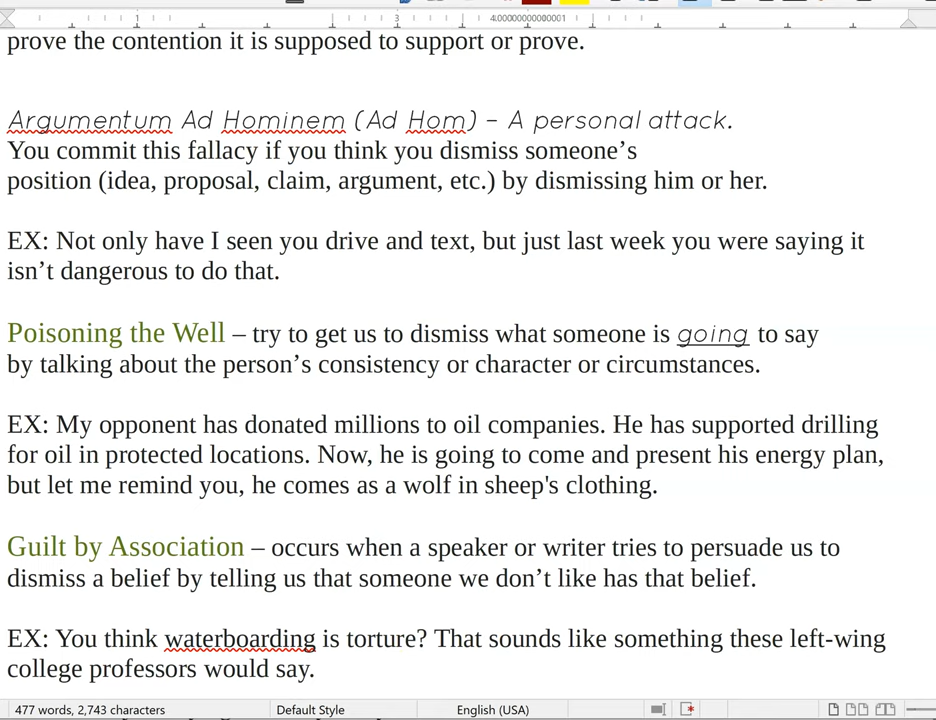 3
4.00000000000001
prove the contention it is supposed to support or prove.
Argumentum Ad Hominem (Ad Hom) – A personal attack.
You commit this fallacy if you think you dismiss someone’s
position (idea, proposal, claim, argument, etc.) by dismissing him or her.
EX: Not only have I seen you drive and text, but just last week you were saying it
isn’t dangerous to do that.
Poisoning the Well – try to get us to dismiss what someone is going to say
by talking about the person’s consistency or character or circumstances.
EX: My opponent has donated millions to oil companies. He has supported drilling
for oil in protected locations. Now, he is going to come and present his energy plan,
but let me remind you, he comes as a wolf in sheep's clothing.
Guilt by Association – occurs when a speaker or writer tries to persuade us to
dismiss a belief by telling us that someone we don’t like has that belief.
EX: You think waterboarding is torture? That sounds like something these left-wing
college professors would say.
477 words, 2,743 characters Default Style English (USA)